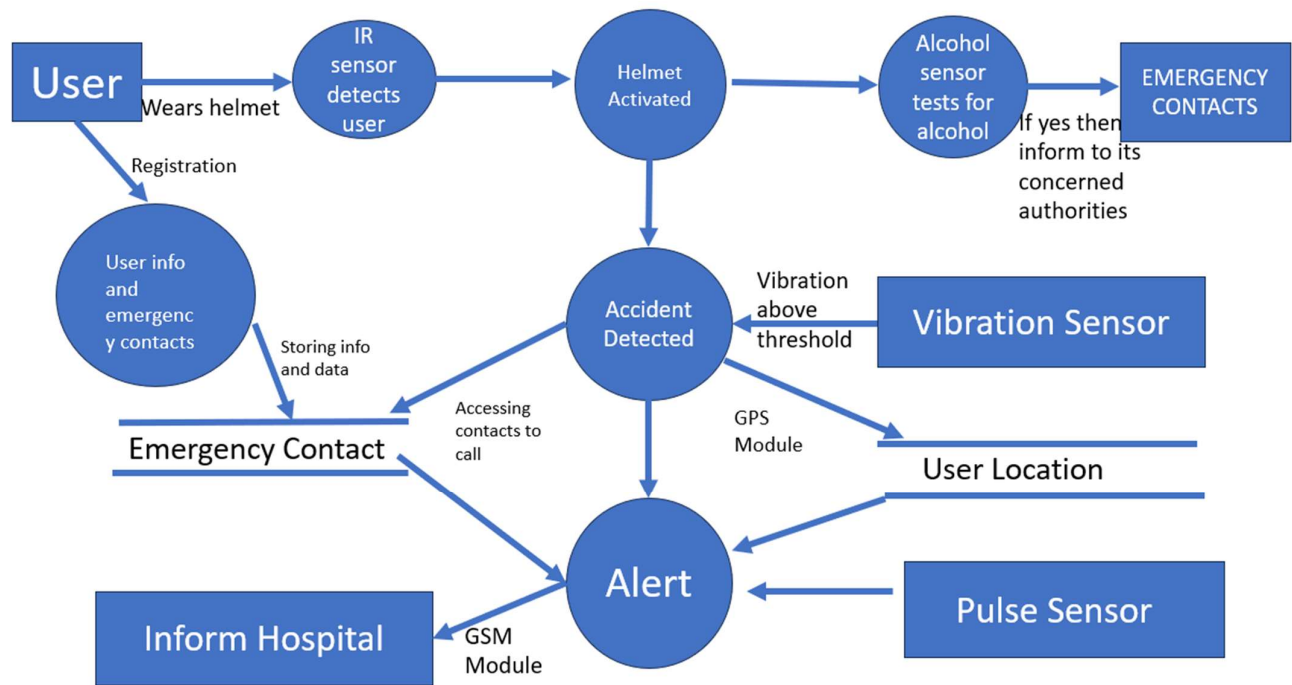 User
Wears helmet
IR
sensor
detects
user
Helmet
Activated
Alcohol
sensor
tests for
alcohol
If yes then
inform to its
concerned
authorities
EMERGENCY
CONTACTS
Registration
User info
and
emergenc
y contacts
Storing info
and data
Accident
Detected
Vibration
above
threshold
Vibration Sensor
Emergency Contact
Accessing
contacts to
call
GPS
Module
User Location
Alert
Pulse Sensor
Inform Hospital
GSM
Module